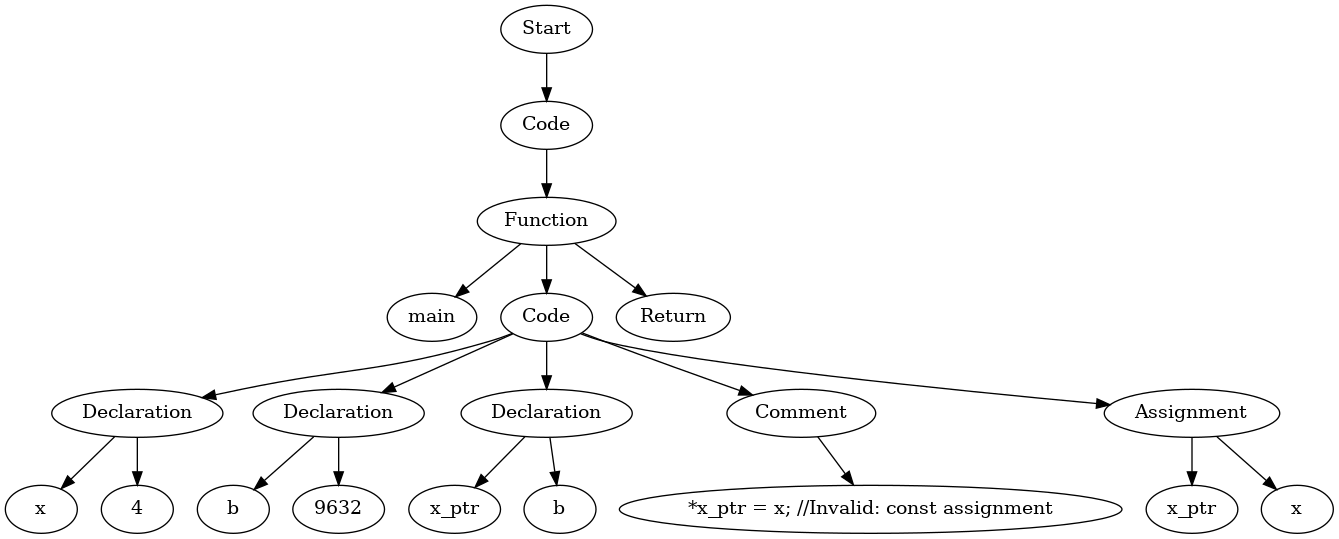 Start
Code
Function
main
Code
Return
Declaration
Declaration
Declaration
Comment
Assignment
x
4
b
9632
x_ptr
b
*x_ptr = x; //Invalid: const assignment
x_ptr
x